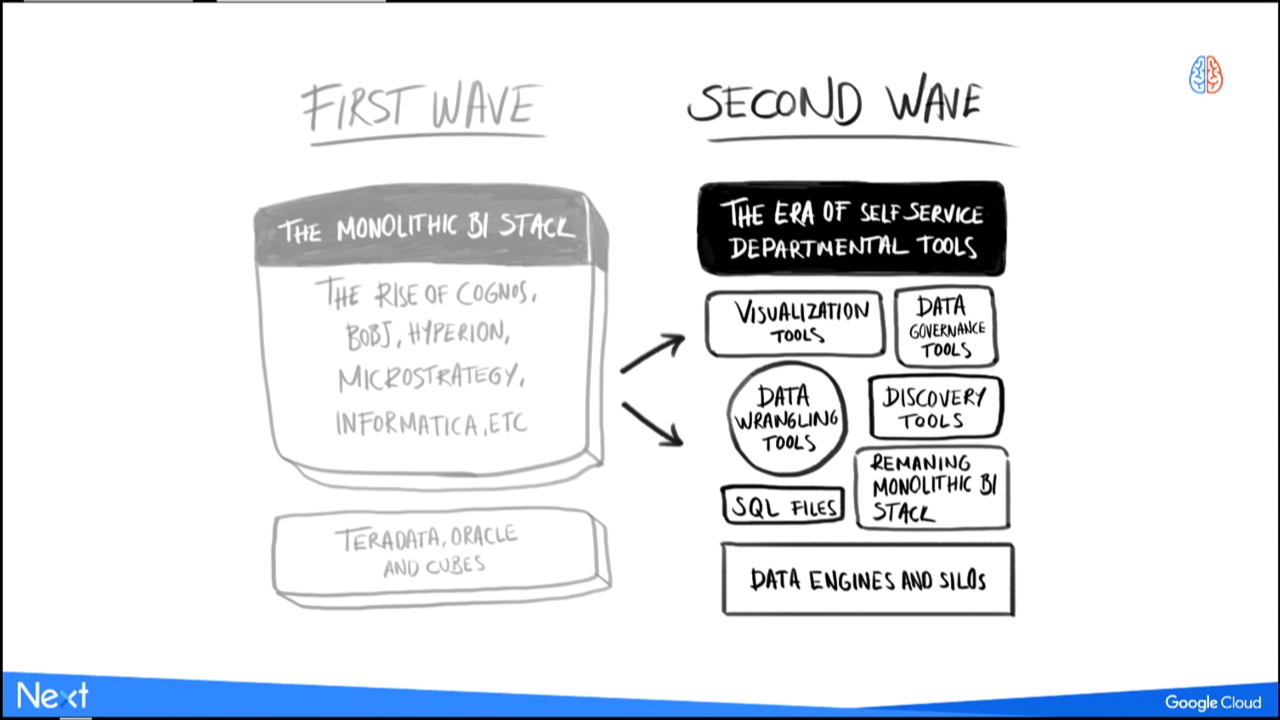 FIRST WAVE
THE MONOLITHIC BI STACK
THE RISE OF COGNOS,
BOBJ, HYPERION,
MICROSTRATEGY,
INFORMATICA, ETC
TERADATA, ORACLE
AND CUBES
SECOND WAVE
THE ERA OF SELF SERVICE
DEPARTMENTAL TOOLS
VISUALIZATION
TOOLS
DATA
GOVERNANCE
TOOLS
DATA
WRANGLING
TOOLS
DISCOVERY
TOOLS
SQL FILES
REMANING
MONOLITHIC BI
STACK
DATA ENGINES AND SILOS
Next
Google Cloud